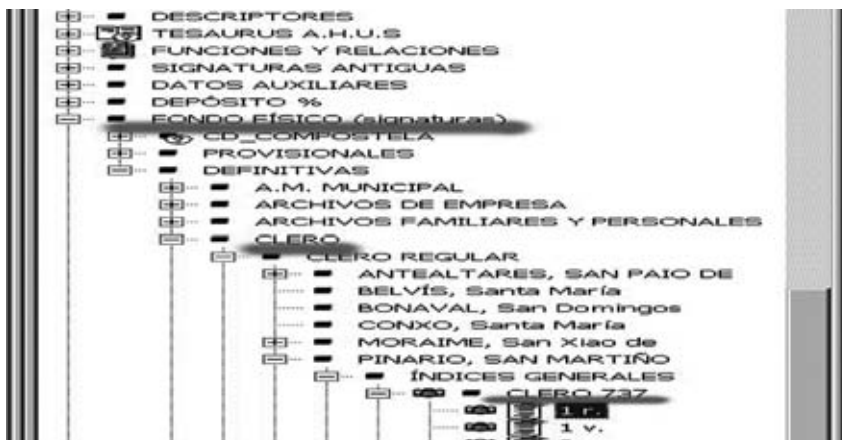 DESCRIPTORES
TESAURUS A.H.U.S
FUNCIONES Y RELACIONES
SIGNATURAS ANTIGUAS
DATOS AUXILIARES
DEPÓSITO %
FONDO FÍSICO (signaturas)
CD_COMPOSTELA
PROVISIONALES
DEFINITIVAS
A.M. MUNICIPAL
ARCHIVOS DE EMPRESA
ARCHIVOS FAMILIARES Y PERSONALES
CLERO
CLERO REGULAR
ANTEALTARES, SAN PAIO DE
BELVÍS, Santa María
BONAVAL, San Domingos
CONXO, Santa María
MORAIME, San Xiao de
PINARIO, SAN MARTIÑO
ÍNDICES GENERALES
CLERO 737
1 r.
1 v.